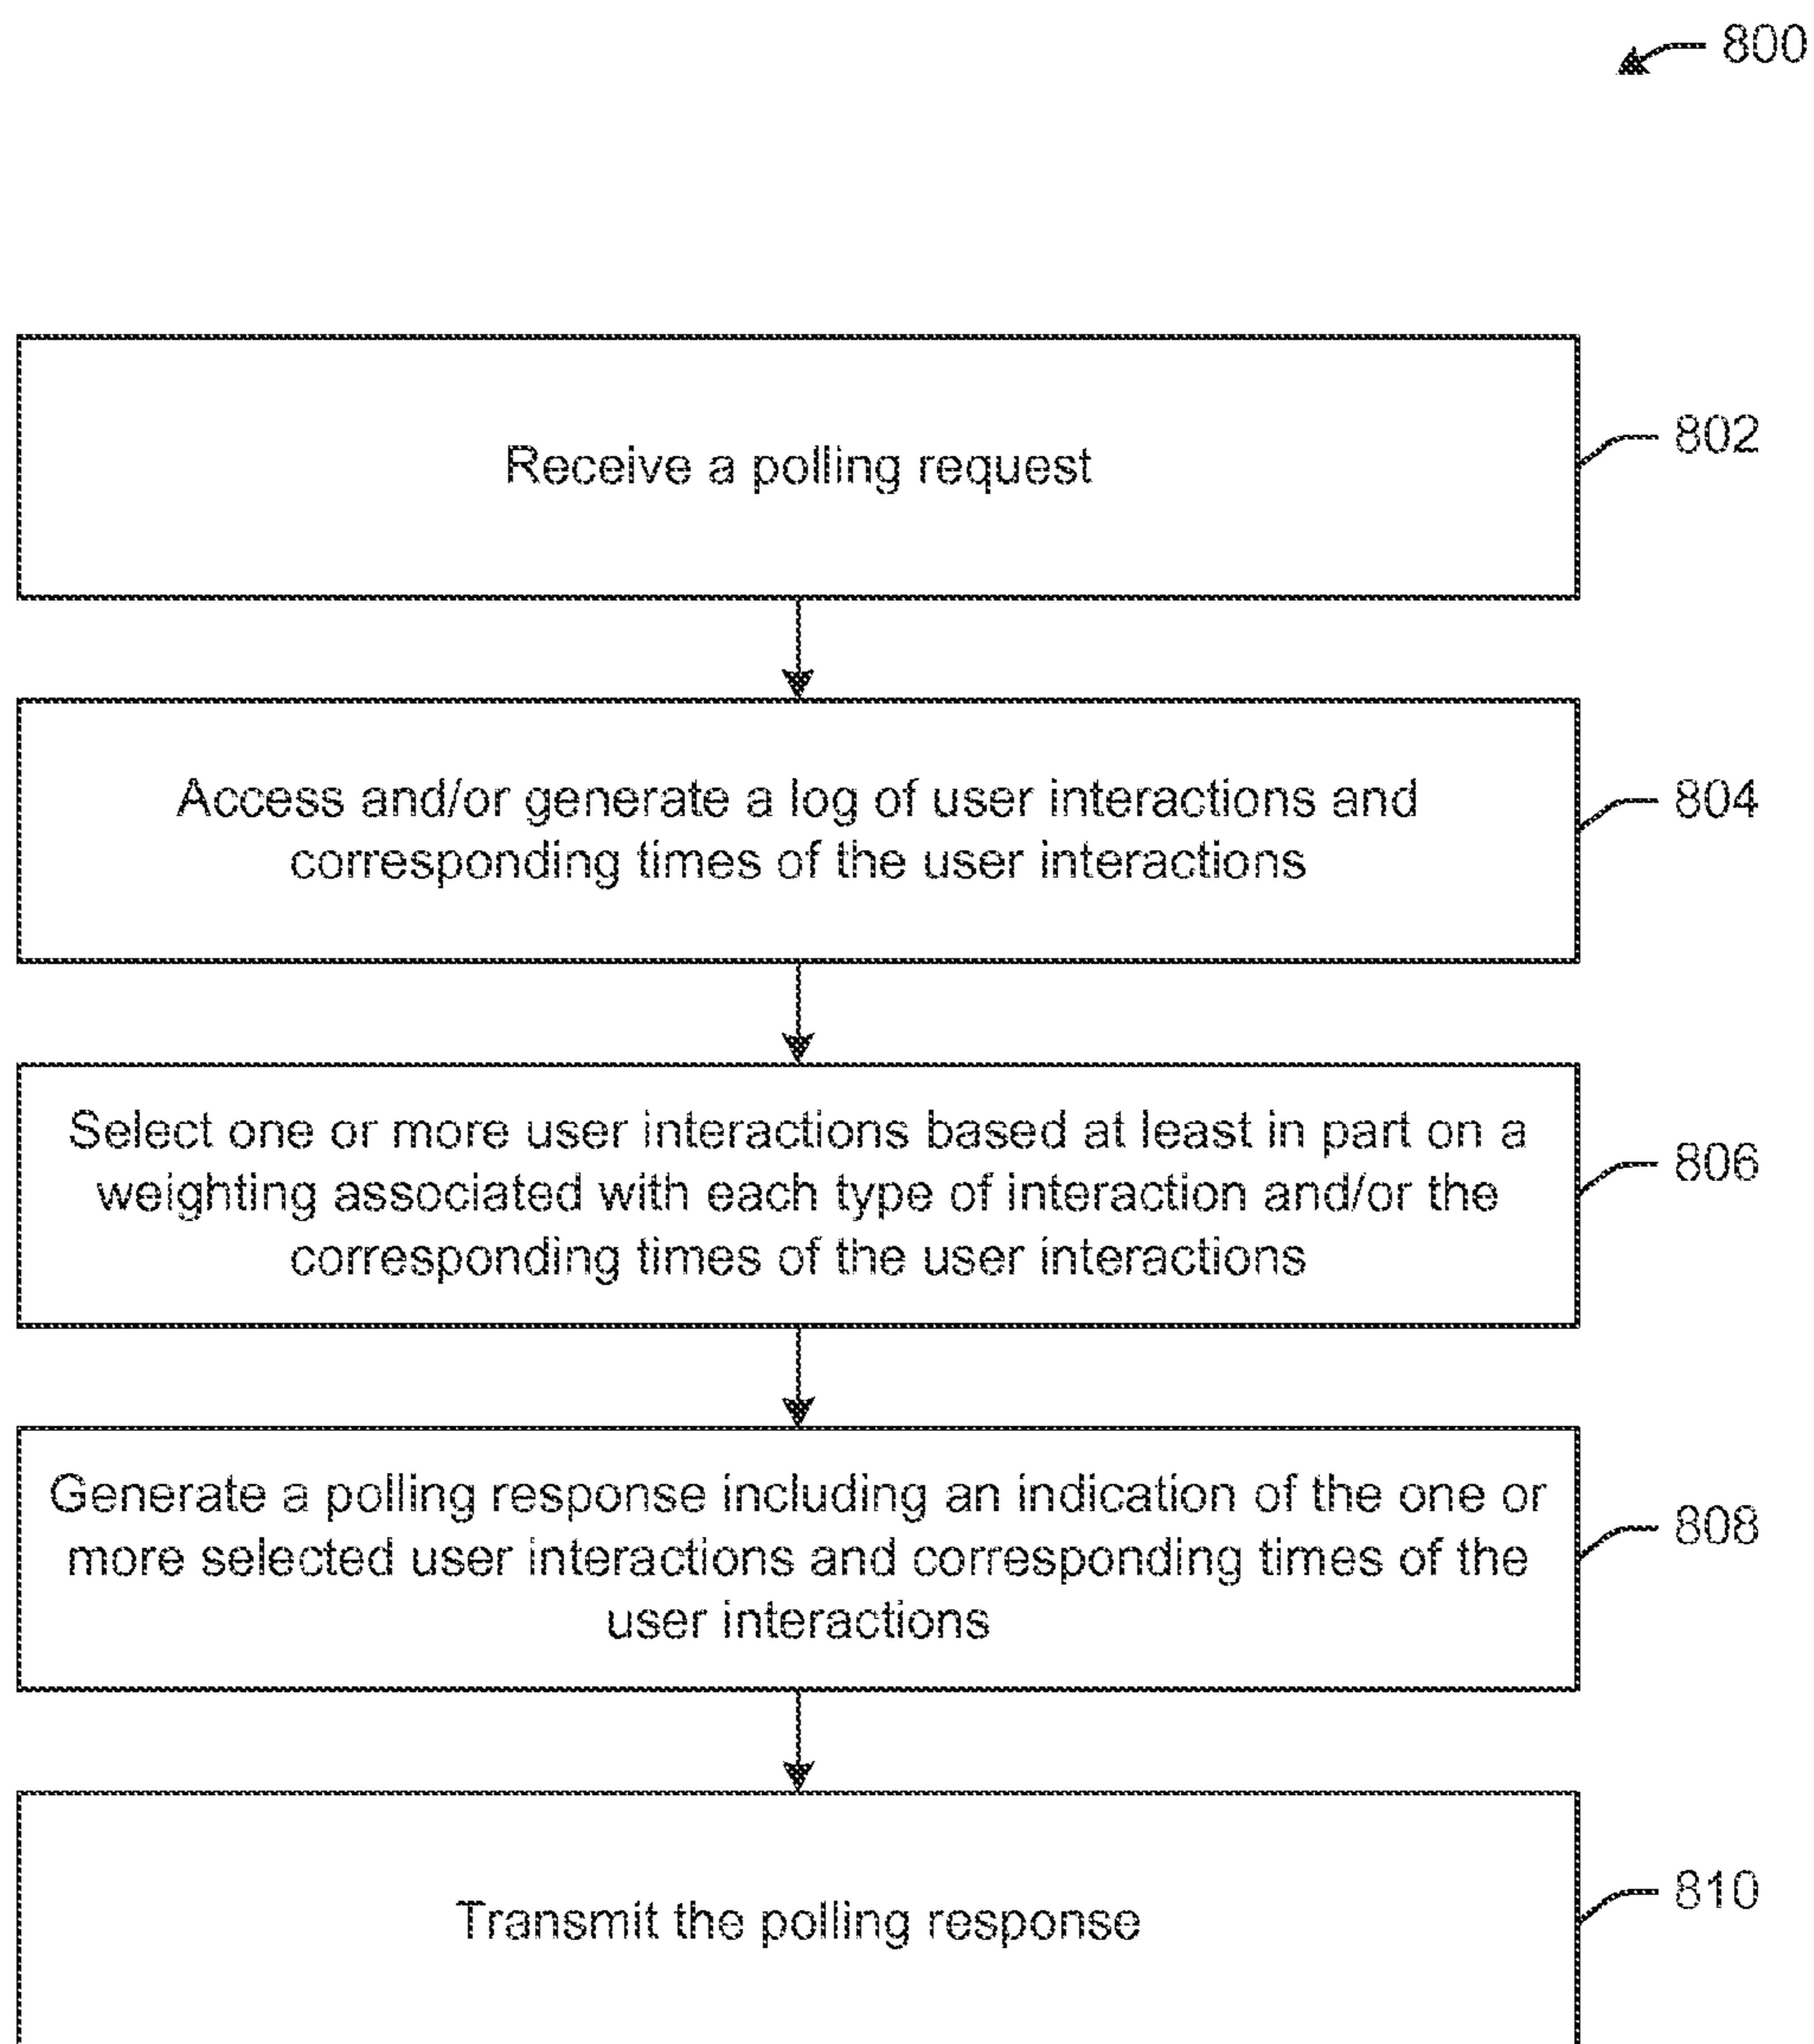 800
Receive a polling request
802
Access and/or generate a log of user interactions and
corresponding times of the user interactions
804
Select one or more user interactions based at least in part on a
weighting associated with each type of interaction and/or the
corresponding times of the user interactions
806
Generate a polling response including an indication of the one or
more selected user interactions and corresponding times of the
user interactions
808
Transmit the polling response
810